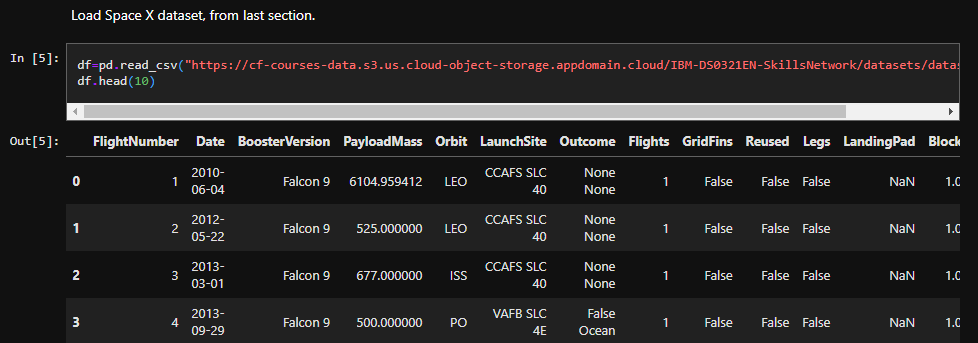 Load Space X dataset, from last section.
In [5]:
df=pd.read_csv("https://cf-courses-data.s3.us.cloud-object-storage.appdomain.cloud/IBM-DS0321EN-SkillsNetwork/datasets/datas
df.head(10)
Out[5]:
FlightNumber Date BoosterVersion PayloadMass Orbit LaunchSite Outcome Flights GridFins Reused Legs LandingPad Block
0 1 2010-06-04 Falcon 9 6104.959412 LEO CCAFS SLC 40 None None 1 False False False NaN 1.0
1 2 2012-05-22 Falcon 9 525.000000 LEO CCAFS SLC 40 None None 1 False False False NaN 1.0
2 3 2013-03-01 Falcon 9 677.000000 ISS CCAFS SLC 40 None None 1 False False False NaN 1.0
3 4 2013-09-29 Falcon 9 500.000000 PO VAFB SLC 4E False Ocean 1 False False False NaN 1.0